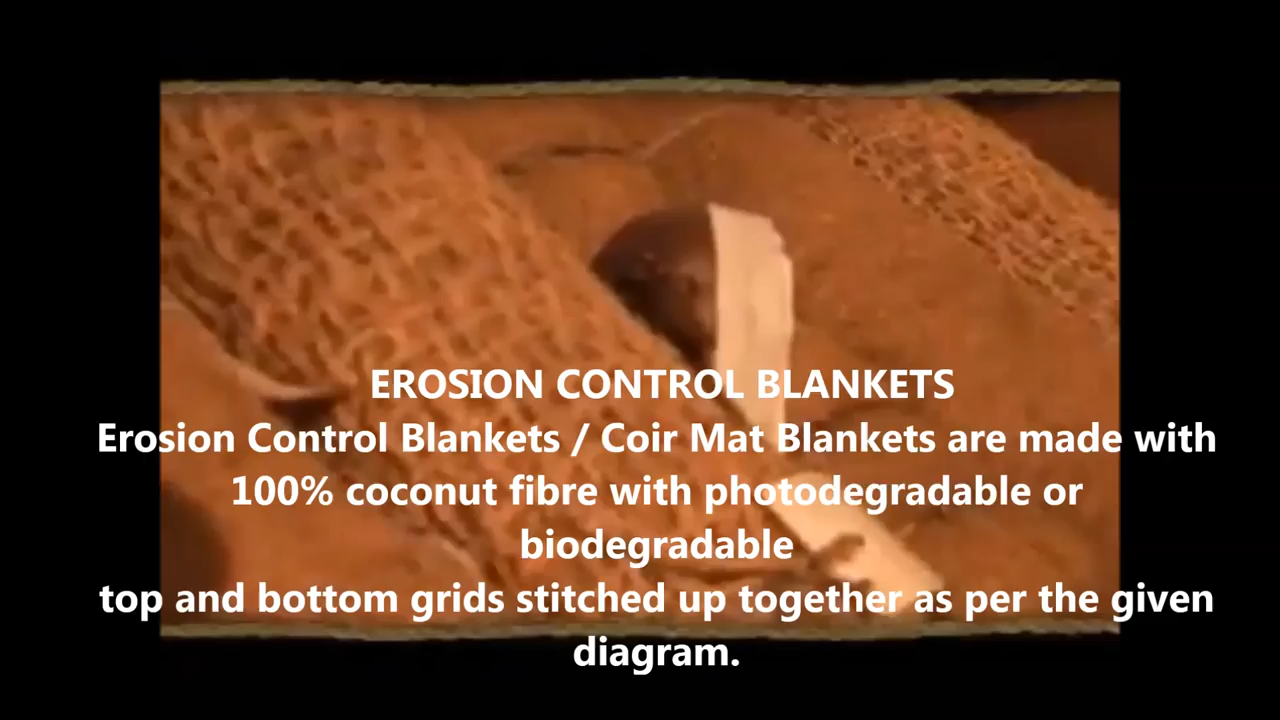 EROSION CONTROL BLANKETS
Erosion Control Blankets / Coir Mat Blankets are made with
100% coconut fibre with photodegradable or
biodegradable
top and bottom grids stitched up together as per the given
diagram.